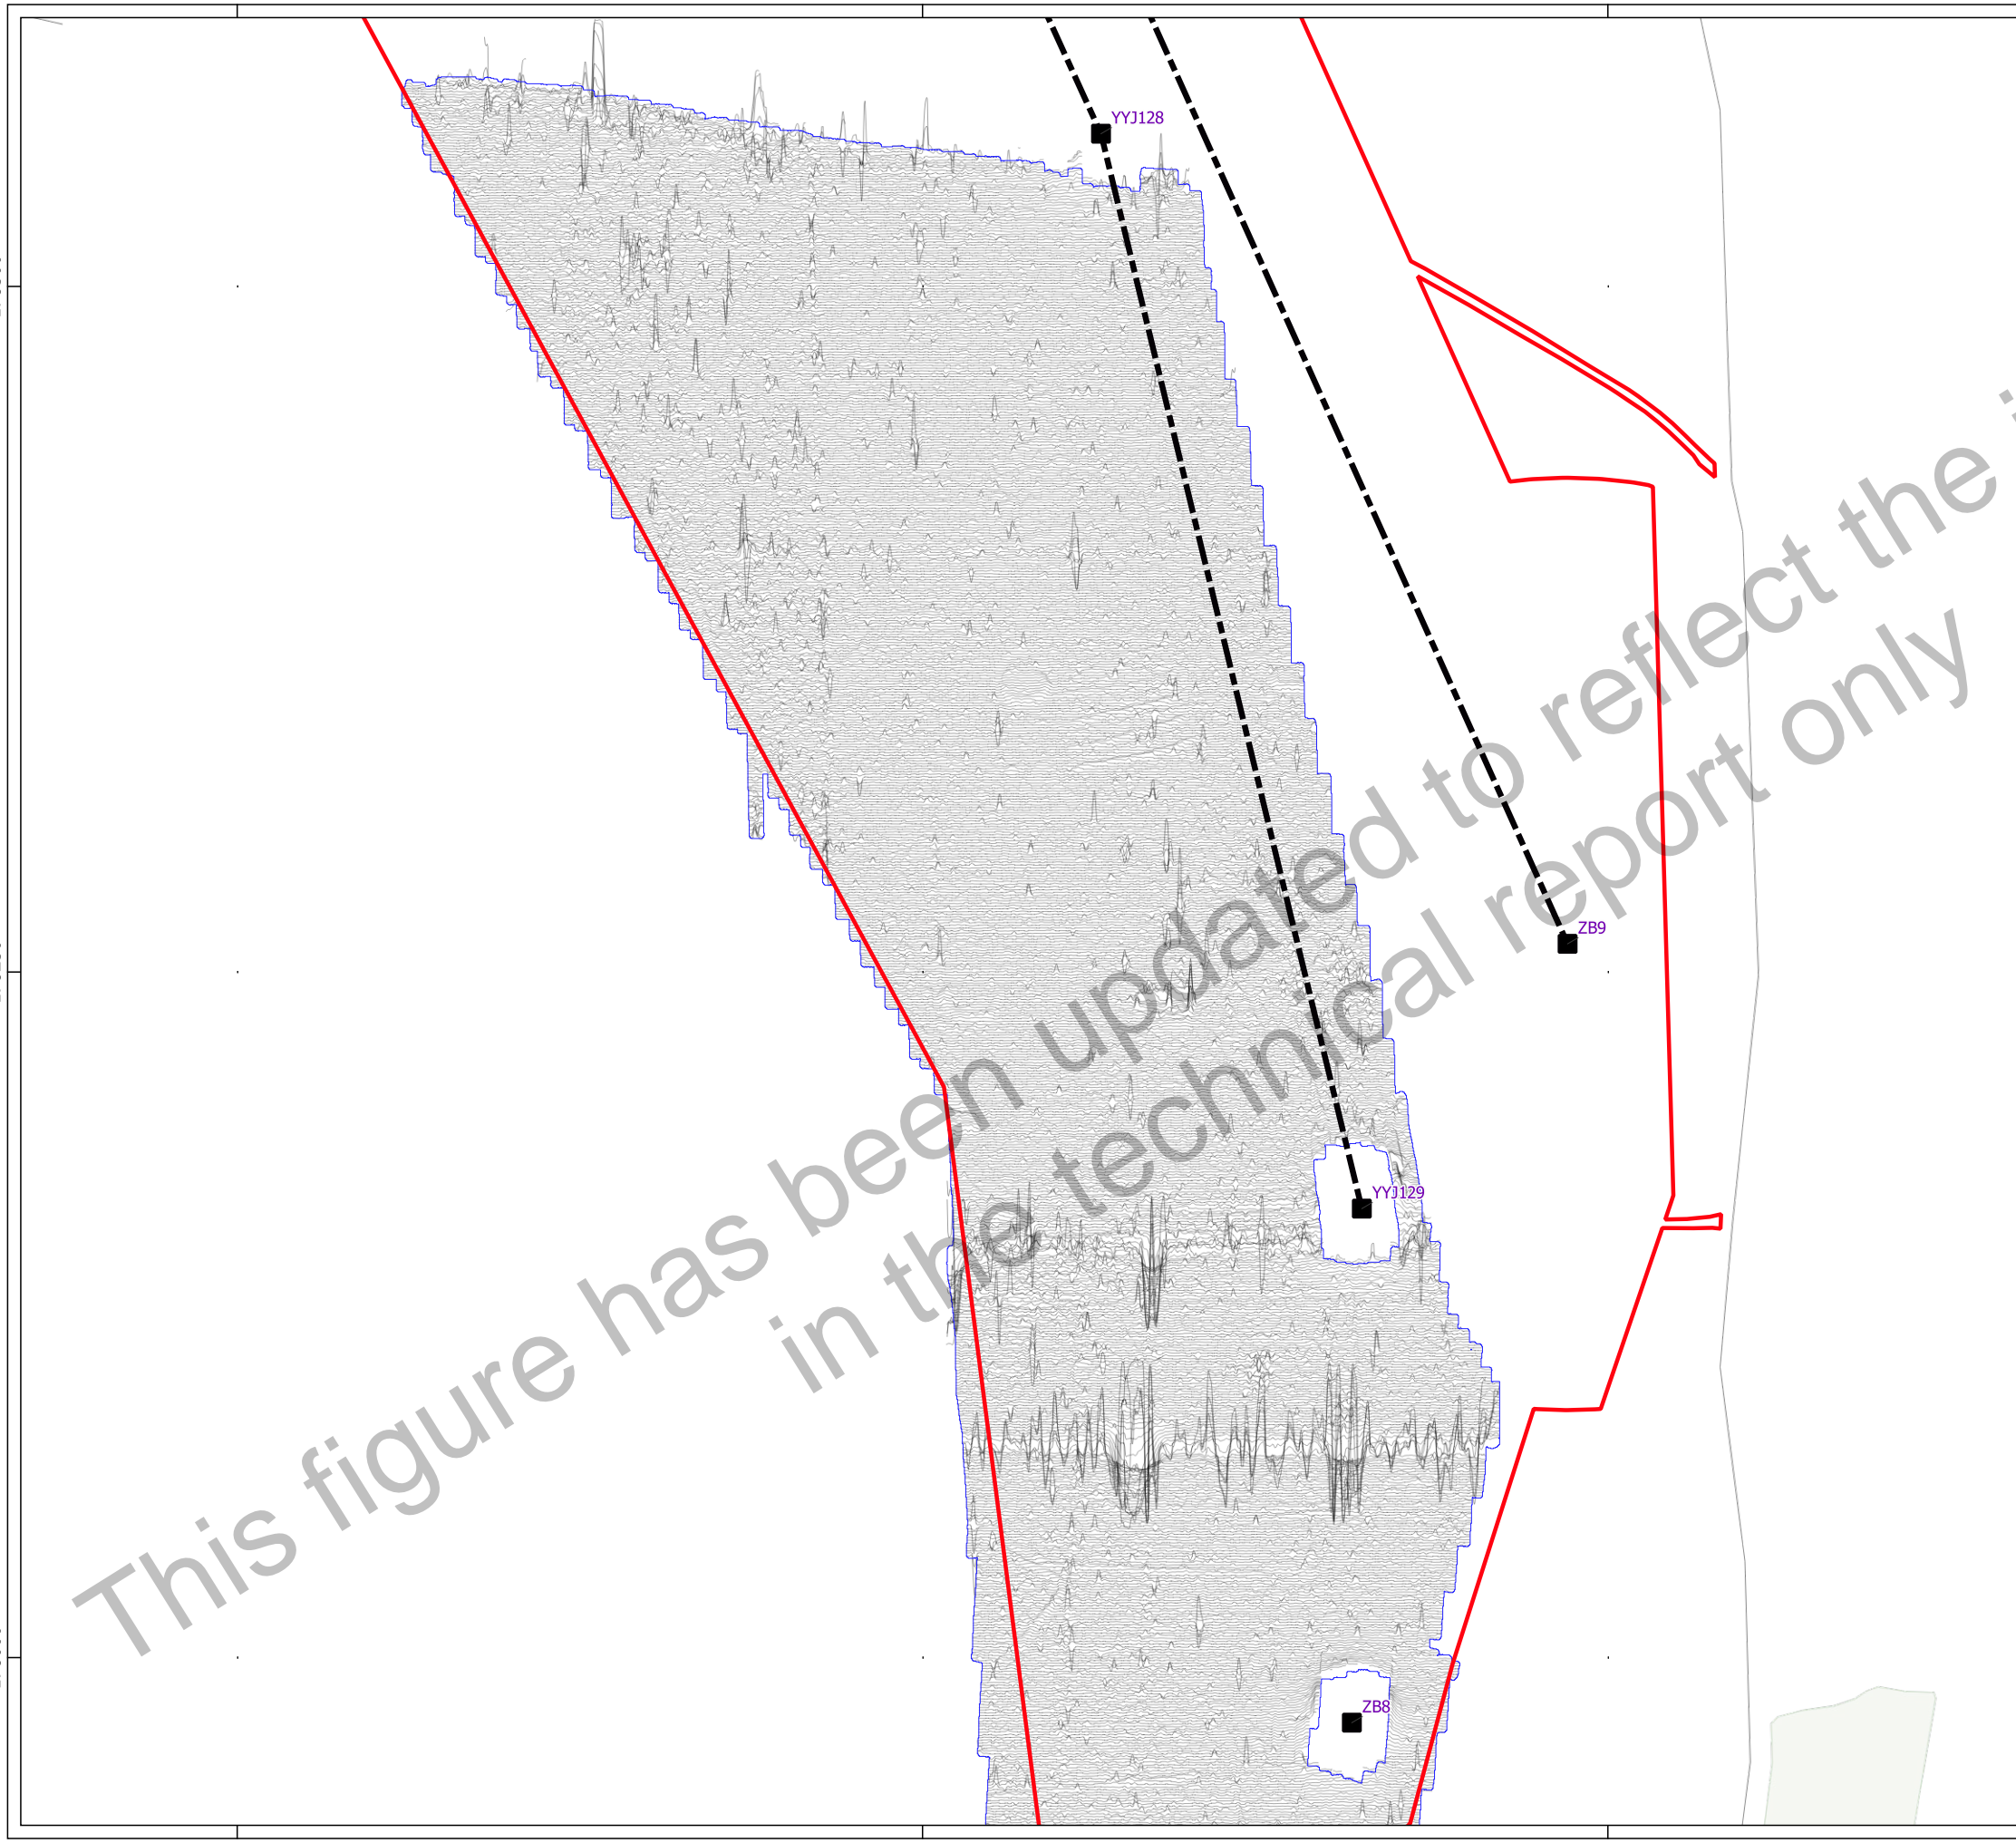 YYJ128
This figure has been updated to reflect the
in the technical report only
ZB9
YYJ129
ZB8